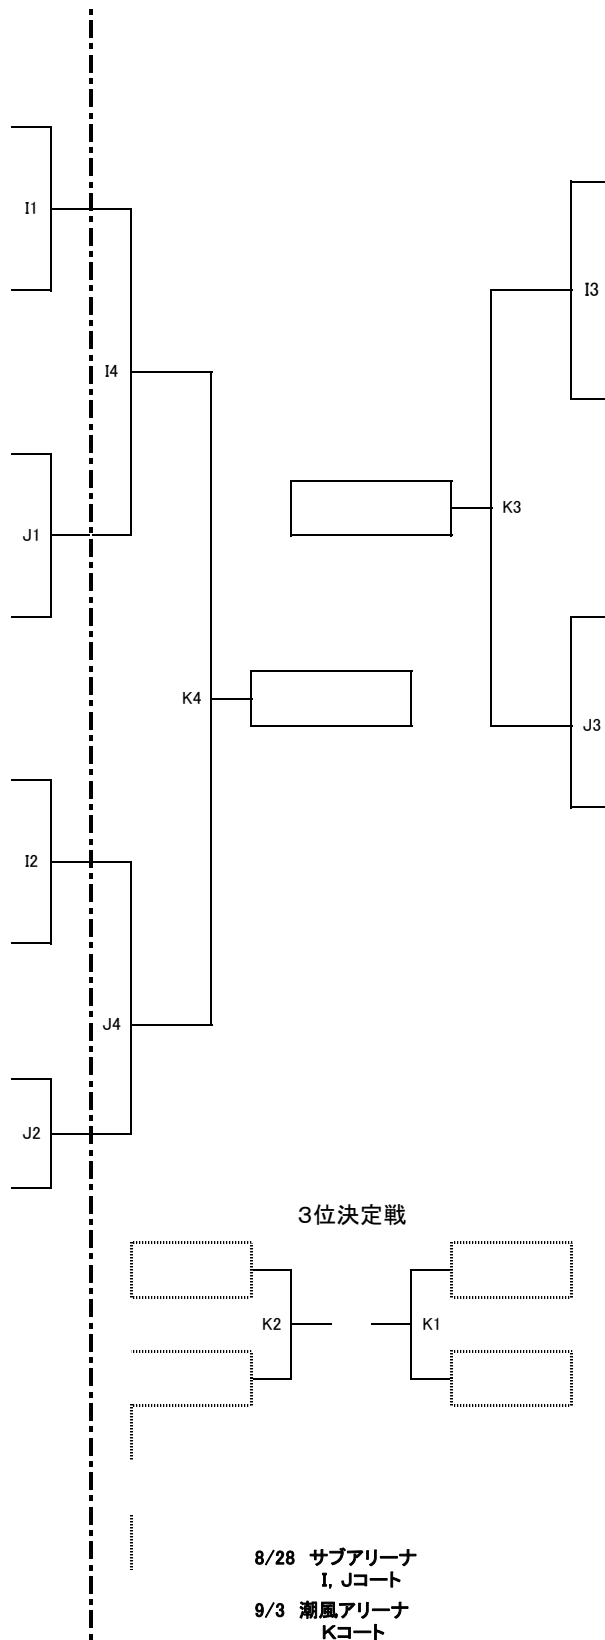 I1
I3
I4
K3
J1
K4
J3
I2
J4
J2
３位決定戦
K2
K1
8/28 サブアリーナ
I, Jコート
9/3 潮風アリーナ
Kコート